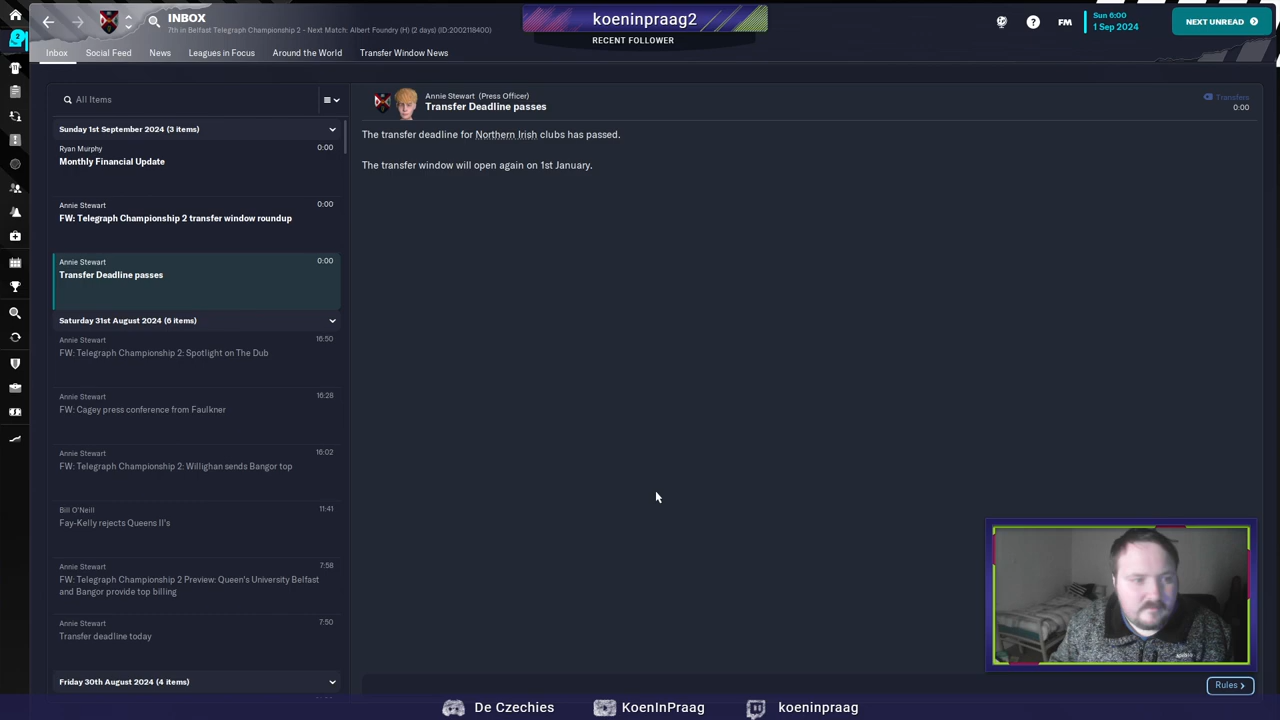 INBOX
7th in Belfast Telegraph Championship 2 - Next Match: Albert Foundry (H) (2 days) (ID:2002118400)
koeninpraag2
RECENT FOLLOWER
FM
Sun 6:00
1 Sep 2024
NEXT UNREAD
2
Inbox
Social Feed
News
Leagues in Focus
Around the World
Transfer Window News
All Items
Sunday 1st September 2024 (3 items)
Ryan Murphy
0:00
Monthly Financial Update
Annie Stewart
0:00
FW: Telegraph Championship 2 transfer window roundup
Annie Stewart
0:00
Transfer Deadline passes
Saturday 31st August 2024 (6 items)
Annie Stewart
16:50
FW: Telegraph Championship 2: Spotlight on The Dub
Annie Stewart
16:28
FW: Cagey press conference from Faulkner
Annie Stewart
16:02
FW: Telegraph Championship 2: Willighan sends Bangor top
Bill O'Neill
11:41
Fay-Kelly rejects Queens II's
Annie Stewart
7:58
FW: Telegraph Championship 2 Preview: Queen's University Belfast
and Bangor provide top billing
Annie Stewart
7:50
Transfer deadline today
Friday 30th August 2024 (4 items)
Annie Stewart (Press Officer)
Transfer Deadline passes
Transfers
0:00
The transfer deadline for Northern Irish clubs has passed.
The transfer window will open again on 1st January.
Rules
De Czechies
KoenInPraag
koeninpraag